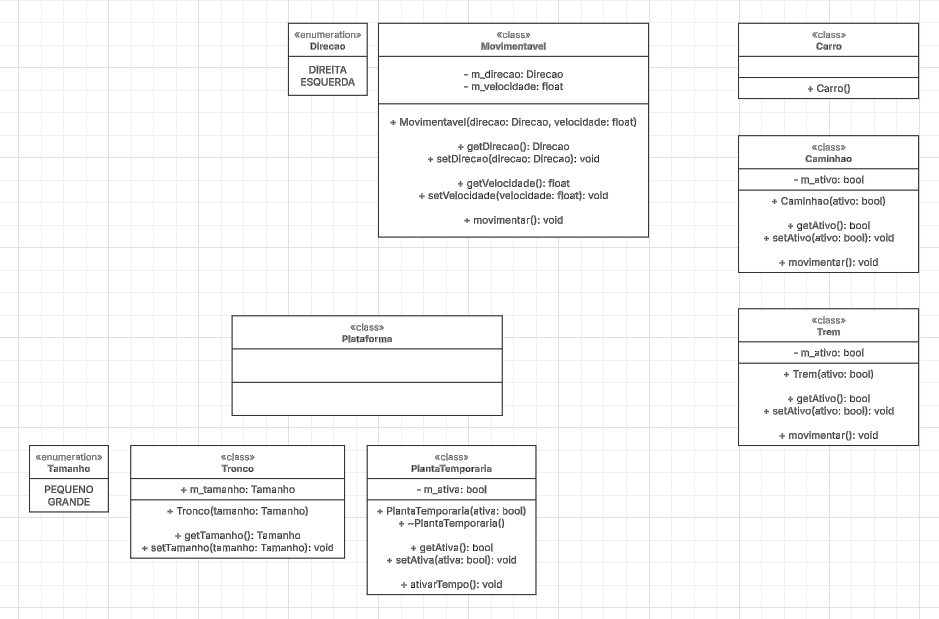 «enumeration»
Direcao
DIREITA
ESQUERDA
«class»
Movimentavel
- m_direcao: Direcao
- m_velocidade: float
+ Movimentavel(direcao: Direcao, velocidade: float)
+ getDirecao(): Direcao
+ setDirecao(direcao: Direcao): void
+ getVelocidade(): float
+ setVelocidade(velocidade: float): void
+ movimentar(): void
«class»
Carro
+ Carro()
«class»
Caminhao
- m_ativo: bool
+ Caminhao(ativo: bool)
+ getAtivo(): bool
+ setAtivo(ativo: bool): void
+ movimentar(): void
«class»
Plataforma
«class»
Trem
- m_ativo: bool
+ Trem(ativo: bool)
+ getAtivo(): bool
+ setAtivo(ativo: bool): void
+ movimentar(): void
«enumeration»
Tamanho
PEQUENO
GRANDE
«class»
Tronco
+ m_tamanho: Tamanho
+ Tronco(tamanho: Tamanho)
+ getTamanho(): Tamanho
+ setTamanho(tamanho: Tamanho): void
«class»
PlantaTemporaria
- m_ativa: bool
+ PlantaTemporaria(ativa: bool)
+ ~PlantaTemporaria()
+ getAtiva(): bool
+ setAtiva(ativa: bool): void
+ ativarTempo(): void